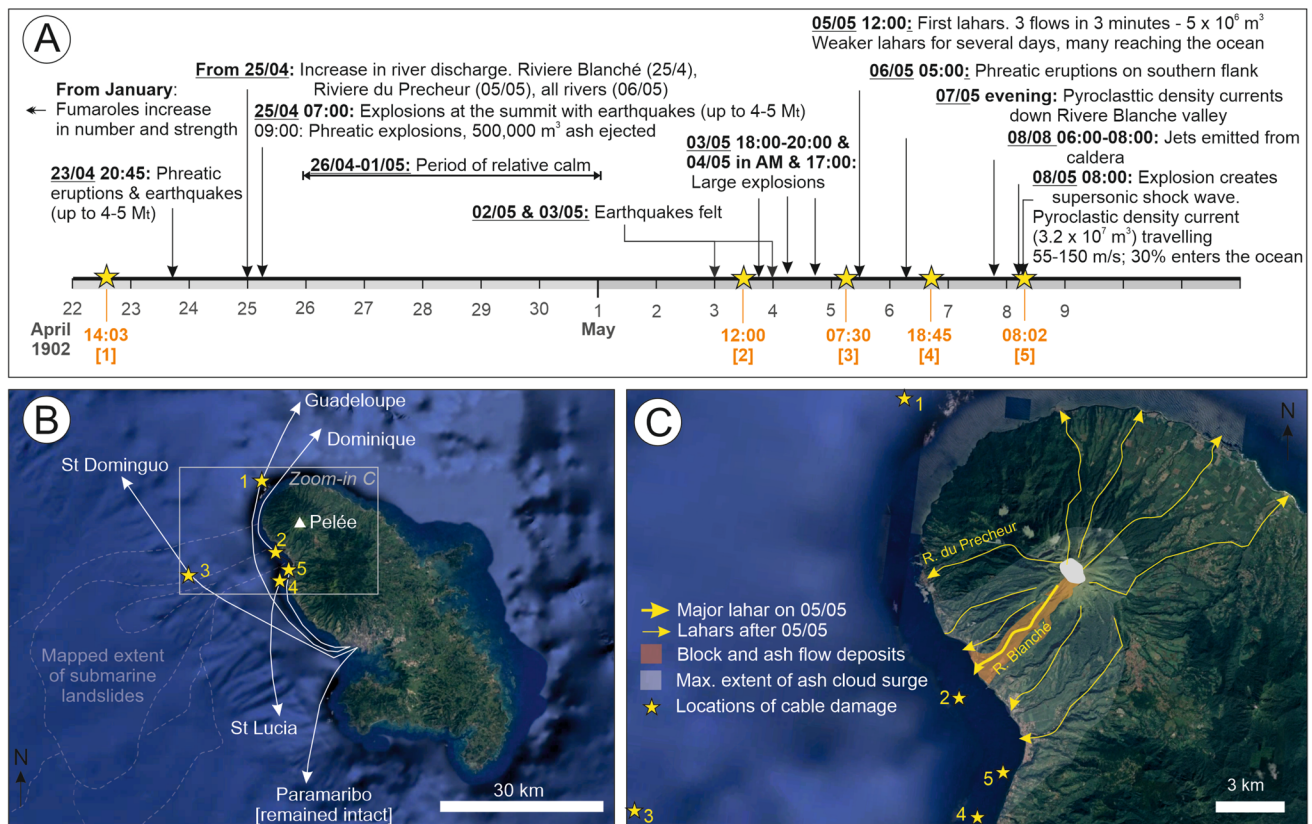 A
From January:
Fumaroles increase
in number and strength
23/04 20:45: Phreatic
eruptions & earthquakes
(up to 4-5 Mt)
From 25/04: Increase in river discharge. Riviere Blanché (25/4),
Riviere du Precheur (05/05), all rivers (06/05)
25/04 07:00: Explosions at the summit with earthquakes (up to 4-5 Mt)
09:00: Phreatic explosions, 500,000 m³ ash ejected
26/04-01/05: Period of relative calm
02/05 & 03/05: Earthquakes felt
03/05 18:00-20:00 &
04/05 in AM & 17:00:
Large explosions
05/05 12:00: First lahars. 3 flows in 3 minutes - 5 x 10⁶ m³
Weaker lahars for several days, many reaching the ocean
06/05 05:00: Phreatic eruptions on southern flank
07/05 evening: Pyroclasttic density currents
down Rivere Blanche valley
08/08 06:00-08:00: Jets emitted from
caldera
08/05 08:00: Explosion creates
supersonic shock wave.
Pyroclastic density current
(3.2 x 10⁷ m³) travelling
55-150 m/s; 30% enters the ocean
22 23 24 25 26 27 28 29 30 1 2 3 4 5 6 7 8 9
April
1902
May
14:03
[1]
12:00
[2]
07:30
[3]
18:45
[4]
08:02
[5]
B
Guadeloupe
Dominique
St Dominguo
Zoom-in C
1
Pelée
2
3
5
4
Mapped extent
of submarine
landslides
St Lucia
N
Paramaribo
[remained intact]
30 km
C
1
N
R. du Precheur
R. Blanché
Major lahar on 05/05
Lahars after 05/05
Block and ash flow deposits
Max. extent of ash cloud surge
Locations of cable damage
2
5
3
4
3 km